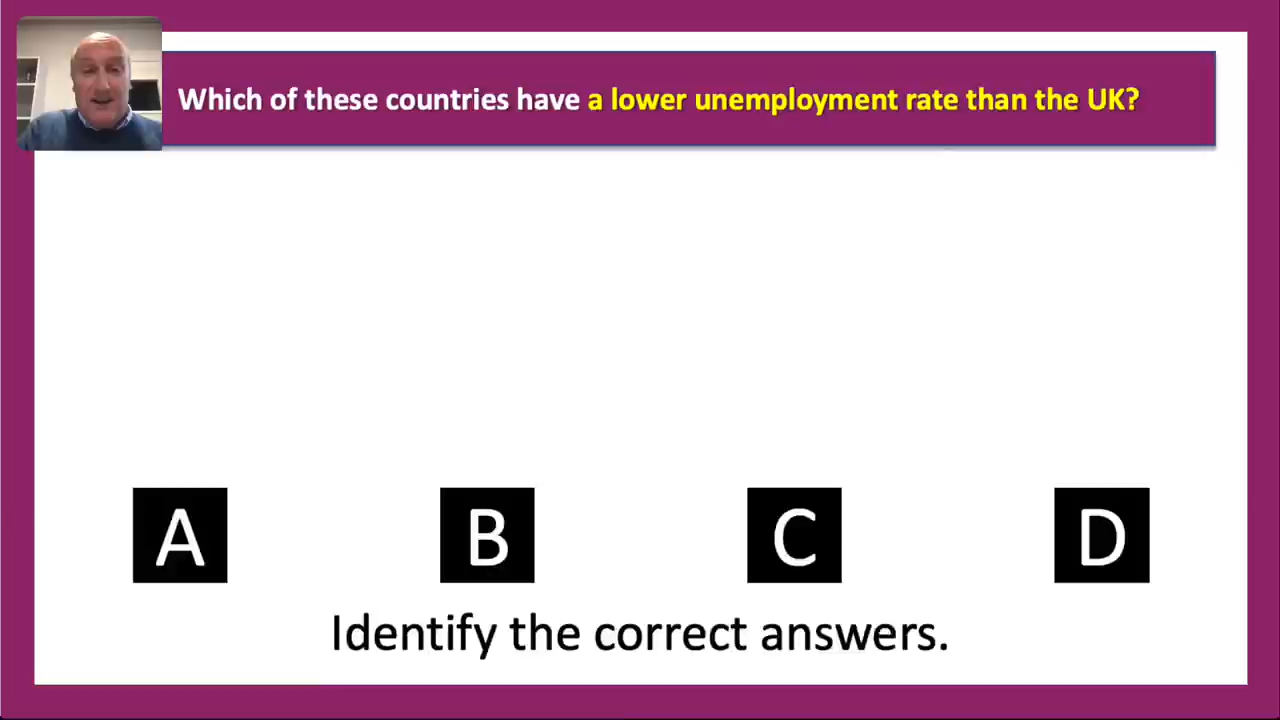 Which of these countries have a lower unemployment rate than the UK?
A B C D
Identify the correct answers.